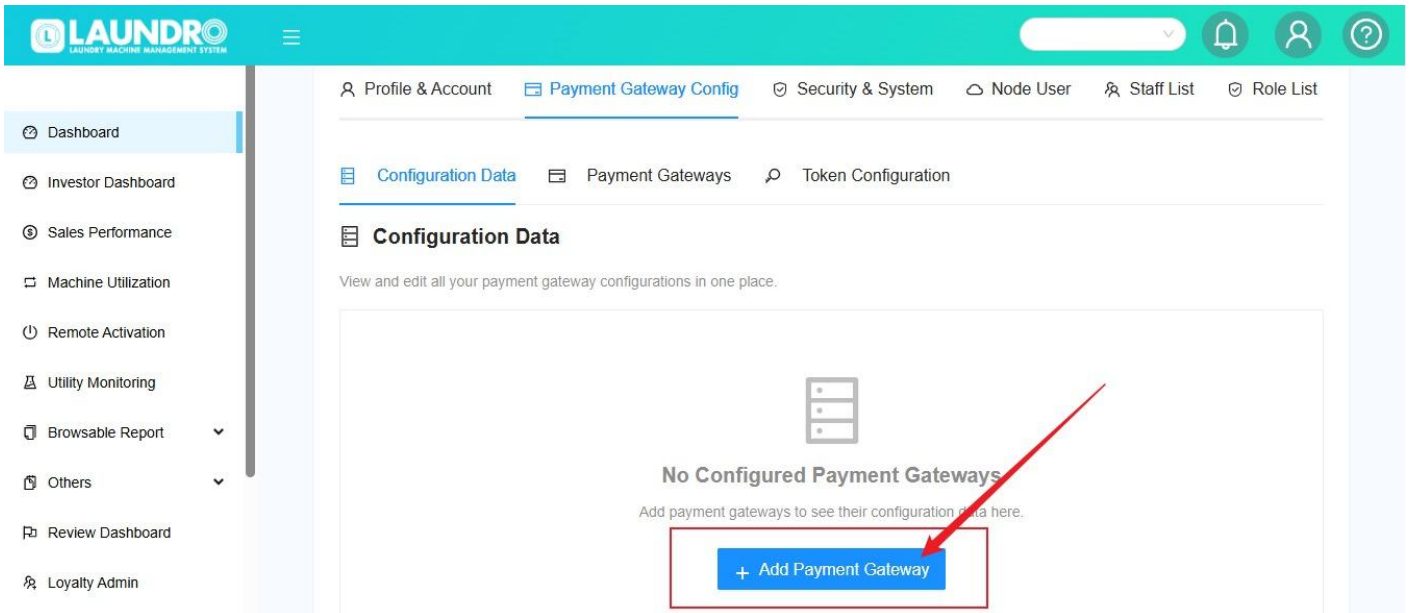 LAUNDRO
LAUNDRY MACHINE MANAGEMENT SYSTEM
Profile & Account
Payment Gateway Config
Security & System
Node User
Staff List
Role List
Dashboard
Investor Dashboard
Sales Performance
Machine Utilization
Remote Activation
Utility Monitoring
Browsable Report
Others
Review Dashboard
Loyalty Admin
Configuration Data
Payment Gateways
Token Configuration
Configuration Data
View and edit all your payment gateway configurations in one place.
No Configured Payment Gateways
Add payment gateways to see their configuration data here.
+ Add Payment Gateway